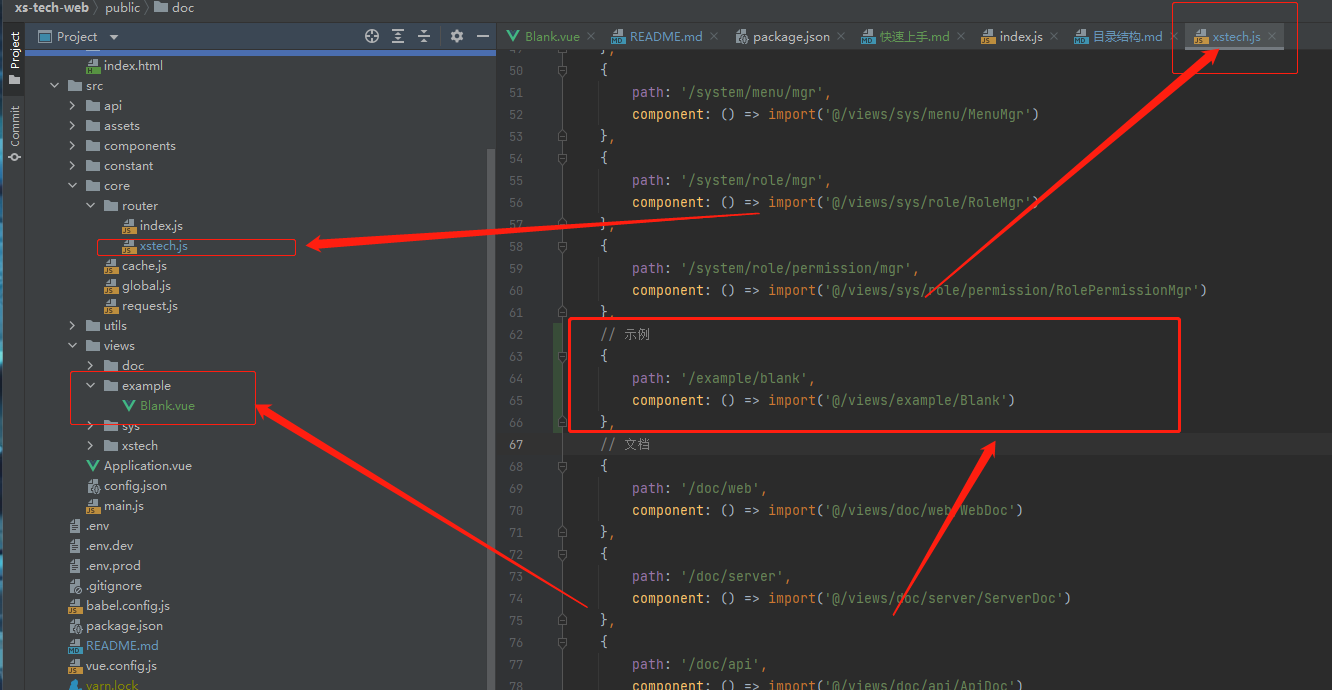 xs-tech-web public doc
Project
Commit
Project
index.html
src
api
assets
components
constant
core
router
index.js
xstech.js
cache.js
global.js
request.js
utils
views
doc
example
Blank.vue
sys
xstech
Application.vue
config.json
main.js
.env
.env.dev
.env.prod
.gitignore
babel.config.js
package.json
README.md
vue.config.js
yarn.lock
Blank.vue README.md package.json 快速上手.md index.js 目录结构.md xstech.js
49 },
50 {
51 path: '/system/menu/mgr',
52 component: () => import('@/views/sys/menu/MenuMgr')
53 },
54 {
55 path: '/system/role/mgr',
56 component: () => import('@/views/sys/role/RoleMgr')
57 },
58 {
59 path: '/system/role/permission/mgr',
60 component: () => import('@/views/sys/role/permission/RolePermissionMgr')
61 },
62 // 示例
63 {
64 path: '/example/blank',
65 component: () => import('@/views/example/Blank')
66 },
67 // 文档
68 {
69 path: '/doc/web',
70 component: () => import('@/views/doc/web/WebDoc')
71 },
72 {
73 path: '/doc/server',
74 component: () => import('@/views/doc/server/ServerDoc')
75 },
76 {
77 path: '/doc/api',
78 component: () => import('@/views/doc/api/ApiDoc')